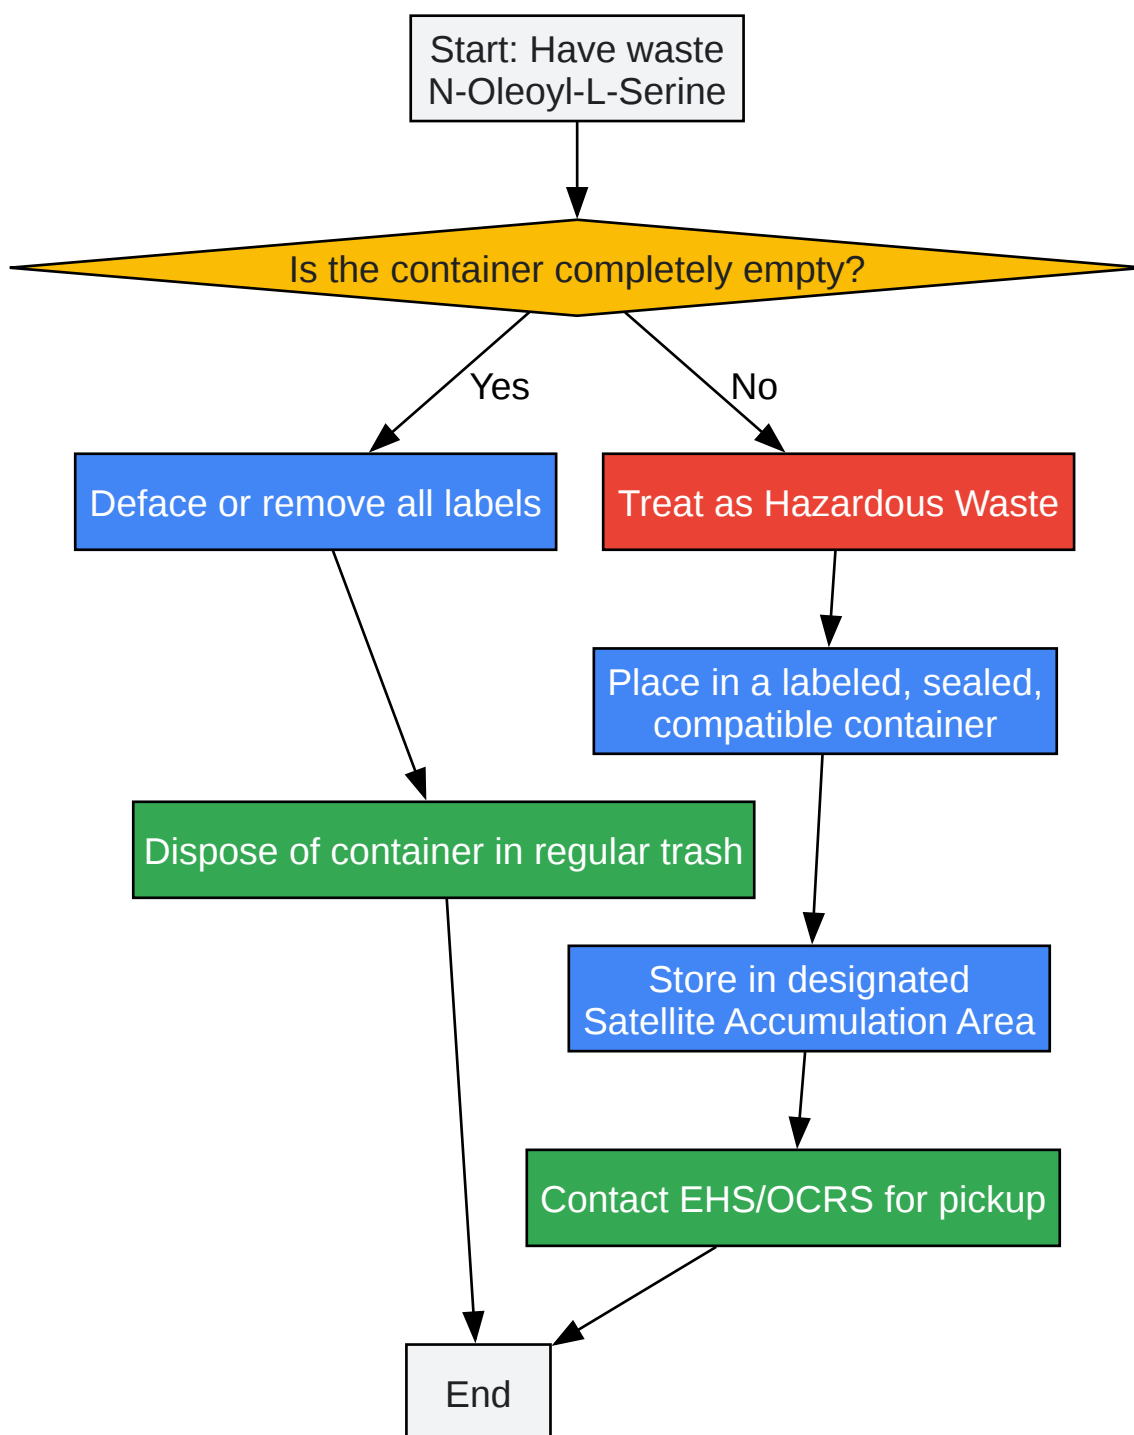 Start: Have waste
N-Oleoyl-L-Serine
Is the container completely empty?
Yes
No
Deface or remove all labels
Treat as Hazardous Waste
Place in a labeled, sealed,
compatible container
Dispose of container in regular trash
Store in designated
Satellite Accumulation Area
Contact EHS/OCRS for pickup
End